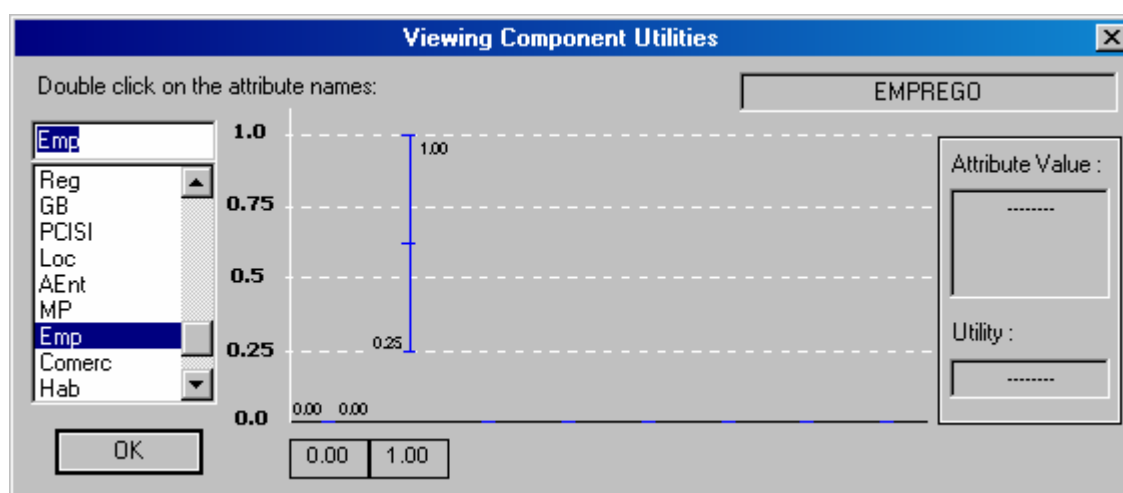 Viewing Component Utilities
Double click on the attribute names:
EMPREGO
Emp
Reg
GB
PCISI
Loc
AEnt
MP
Emp
Comerc
Hab
OK
1.0
0.75
0.5
0.25
0.0
1.00
0.25
0.00 0.00
0.00 1.00
Attribute Value :
--------
Utility :
--------